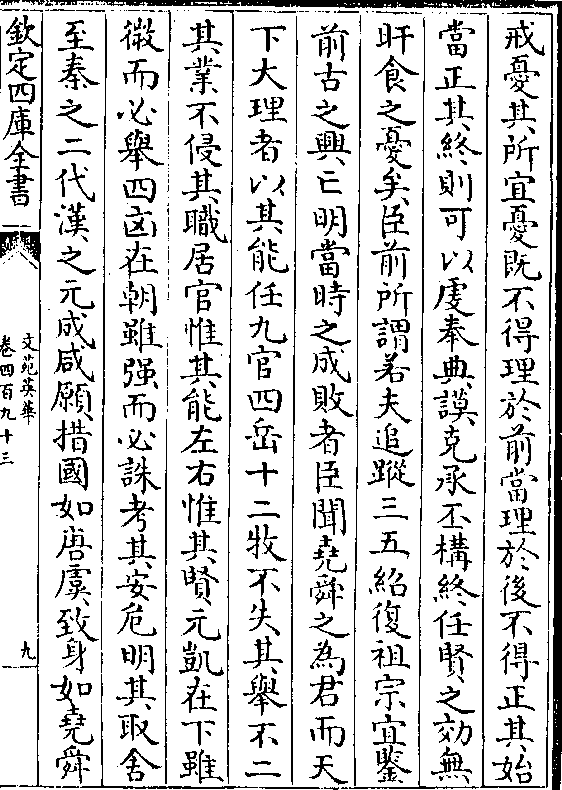 戒憂其所宜憂既不得理於前當理於後不得正其始
當正其終則可以虔奉典謨克承丕構終任賢之効無
旰食之憂矣臣前所謂若夫追蹤三五紹復祖宗宜鑒
前古之興亡明當時之成敗者臣聞堯舜之為君而天
下大理者以其能任九官四岳十二牧不失其舉不二
其業不侵其職居官惟其能左右惟其賢元凱在下雖
微而必舉四凶在朝雖强而必誅考其安危明其取舍
至秦之二代漢之元成咸願措國如唐虞致身如堯舜
欽定四庫全書
文苑英華
卷四百九十三
九